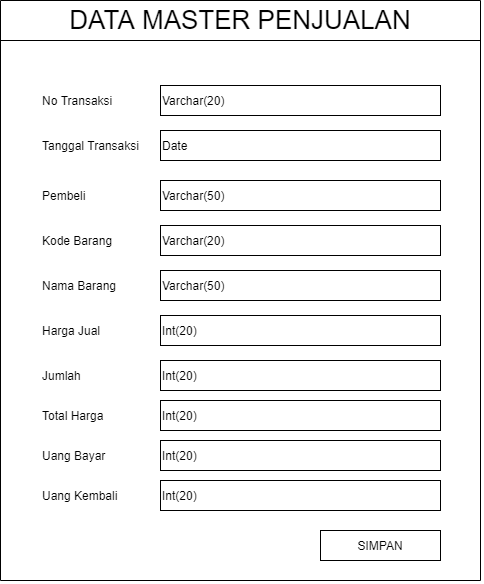 DATA MASTER PENJUALAN
No Transaksi Varchar(20)
Tanggal Transaksi Date
Pembeli Varchar(50)
Kode Barang Varchar(20)
Nama Barang Varchar(50)
Harga Jual Int(20)
Jumlah Int(20)
Total Harga Int(20)
Uang Bayar Int(20)
Uang Kembali Int(20)
SIMPAN